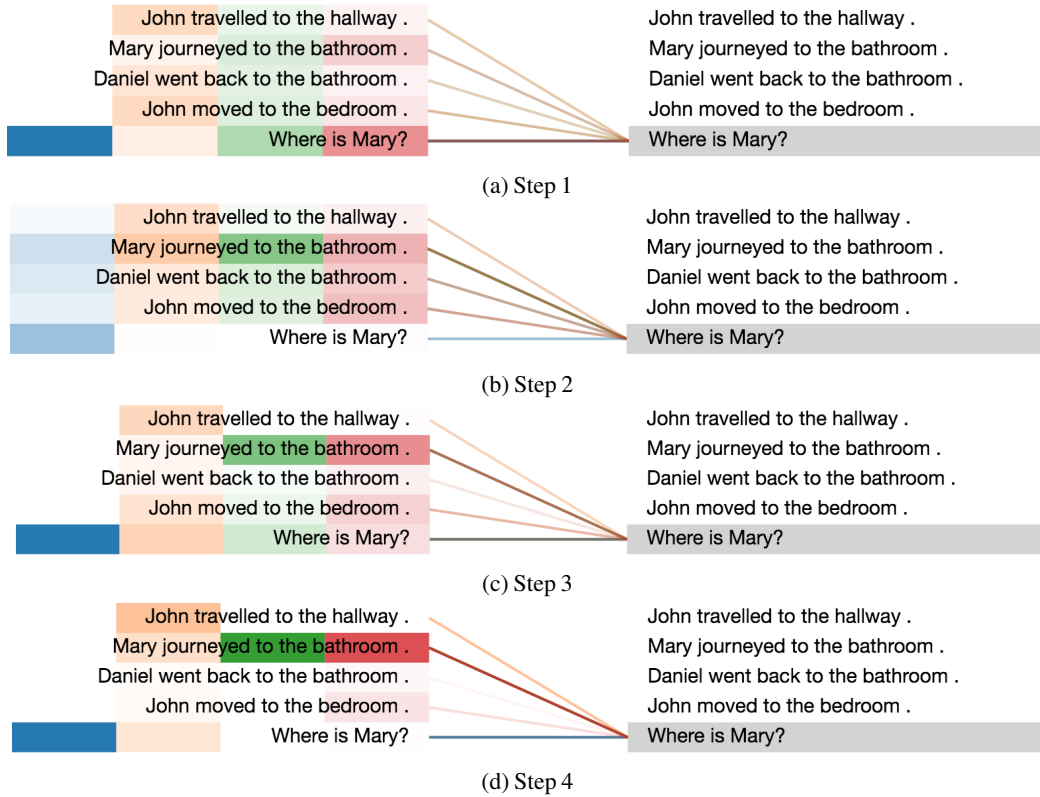 John travelled to the hallway . John travelled to the hallway .
Mary journeyed to the bathroom . Mary journeyed to the bathroom .
Daniel went back to the bathroom . Daniel went back to the bathroom .
John moved to the bedroom . John moved to the bedroom .
Where is Mary? Where is Mary?
(a) Step 1
John travelled to the hallway . John travelled to the hallway .
Mary journeyed to the bathroom . Mary journeyed to the bathroom .
Daniel went back to the bathroom . Daniel went back to the bathroom .
John moved to the bedroom . John moved to the bedroom .
Where is Mary? Where is Mary?
(b) Step 2
John travelled to the hallway . John travelled to the hallway .
Mary journeyed to the bathroom . Mary journeyed to the bathroom .
Daniel went back to the bathroom . Daniel went back to the bathroom .
John moved to the bedroom . John moved to the bedroom .
Where is Mary? Where is Mary?
(c) Step 3
John travelled to the hallway . John travelled to the hallway .
Mary journeyed to the bathroom . Mary journeyed to the bathroom .
Daniel went back to the bathroom . Daniel went back to the bathroom .
John moved to the bedroom . John moved to the bedroom .
Where is Mary? Where is Mary?
(d) Step 4